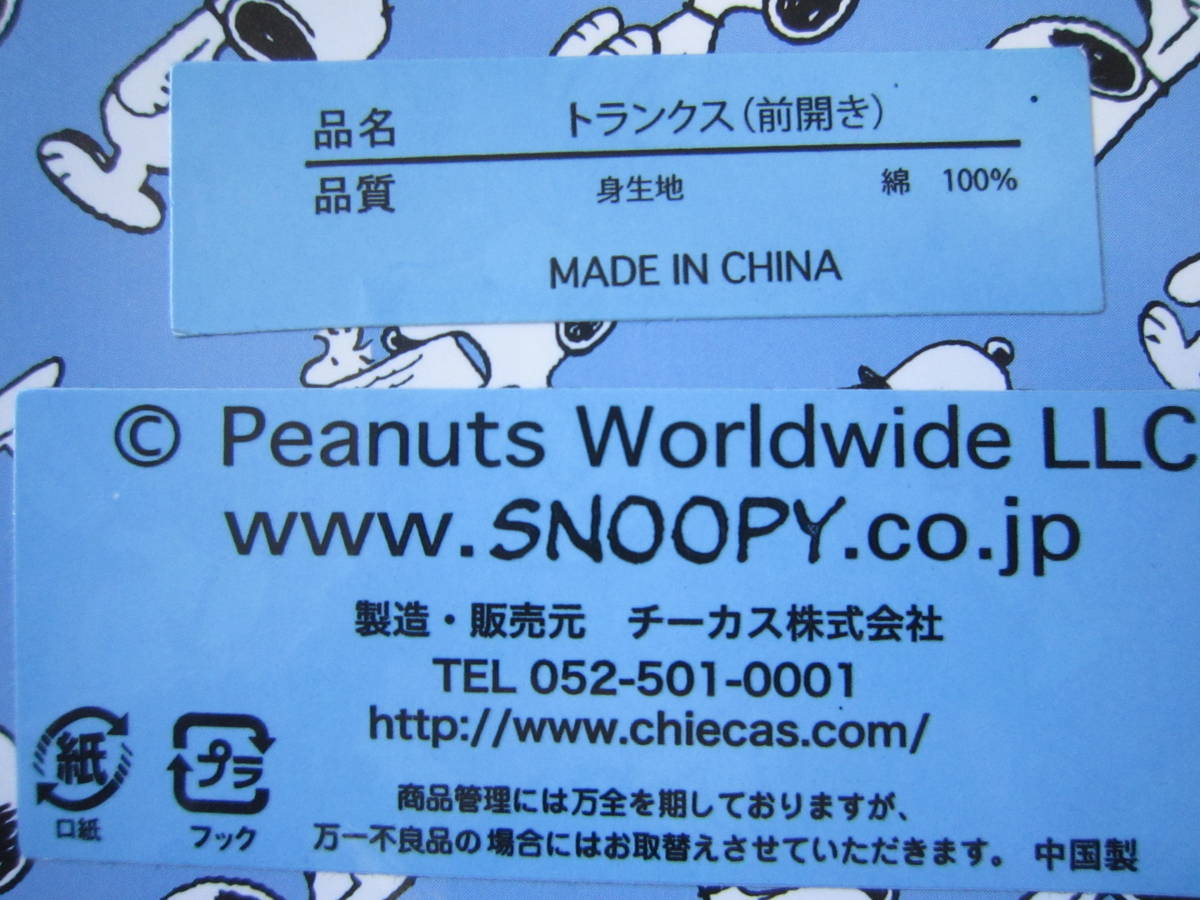 品名 トランクス（前開き）
品質 身生地 綿 100%
MADE IN CHINA
© Peanuts Worldwide LLC
www.SNOOPY.co.jp
製造・販売元 チーカス株式会社
TEL 052-501-0001
http://www.chiecas.com/
紙 プラ
口紙 フック
商品管理には万全を期しておりますが、
万一不良品の場合にはお取替えさせていただきます。 中国製